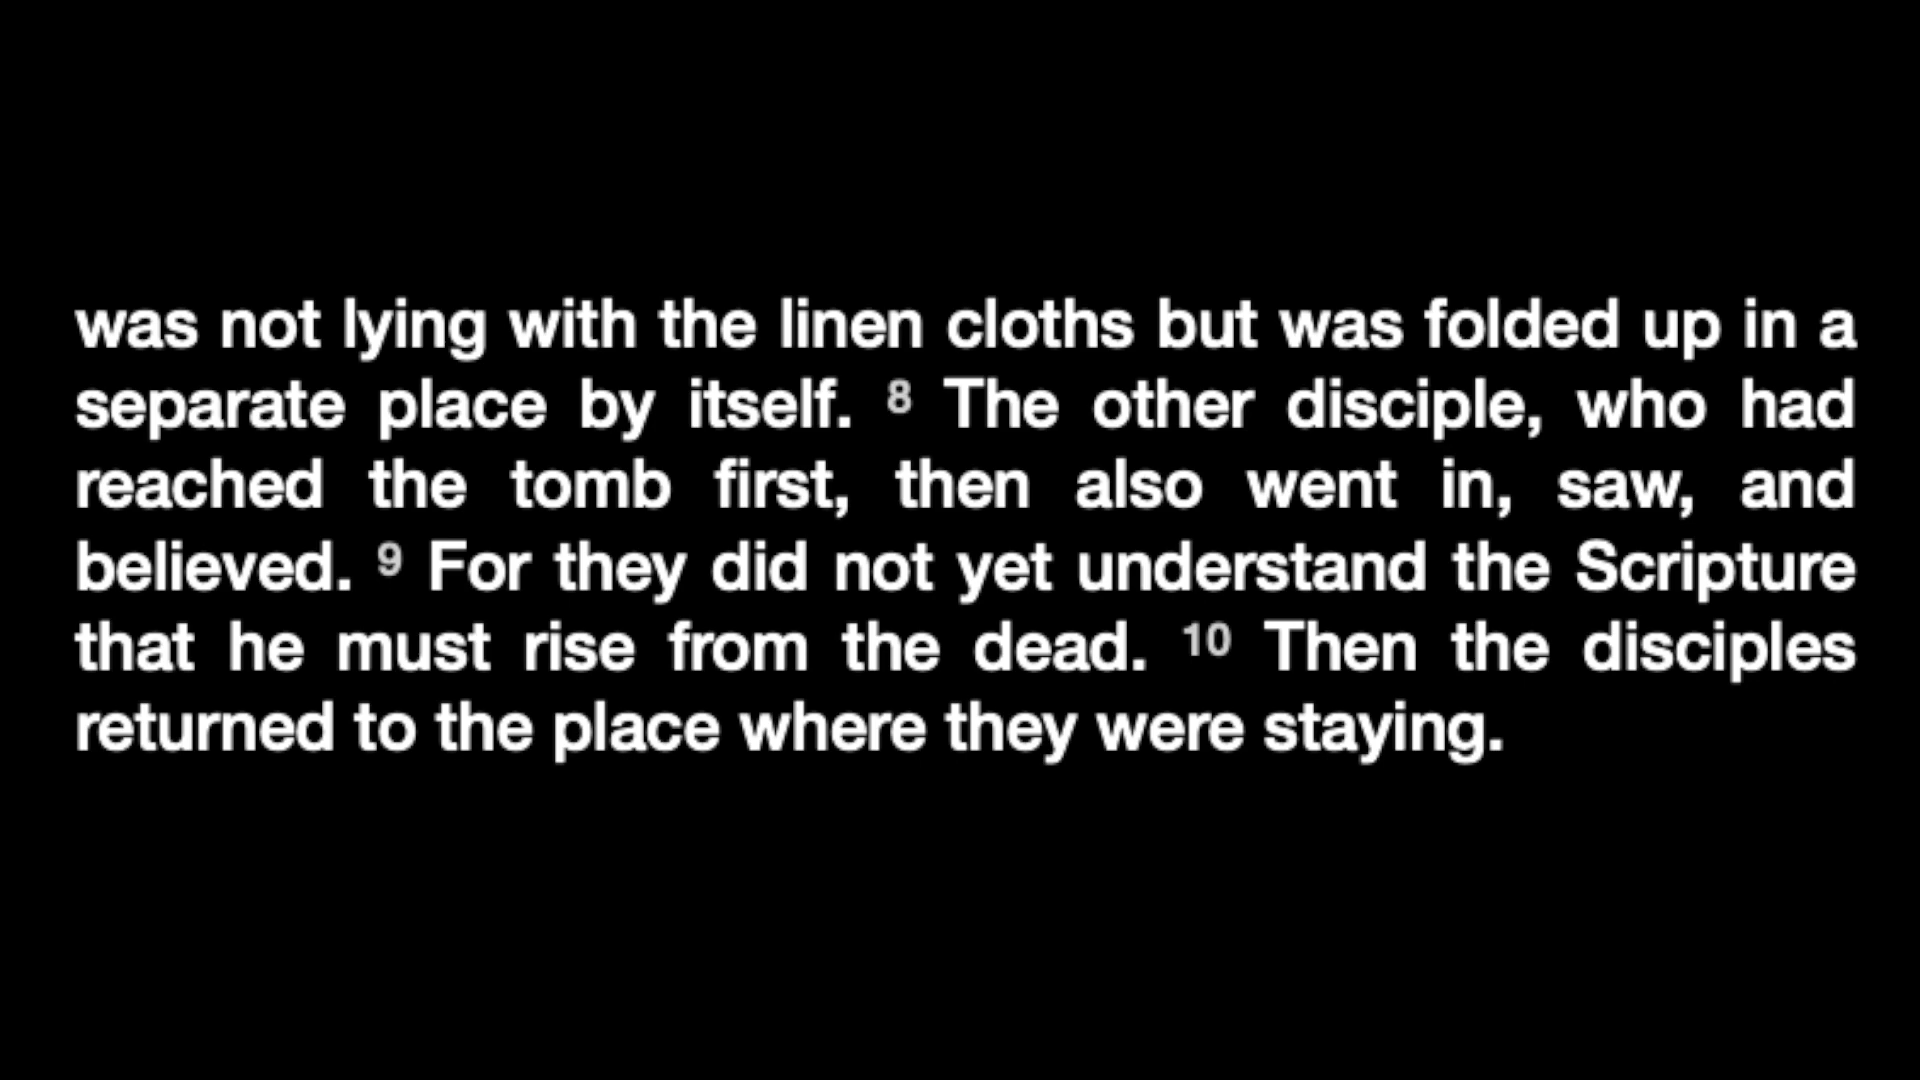 was not lying with the linen cloths but was folded up in a
separate place by itself. 8 The other disciple, who had
reached the tomb first, then also went in, saw, and
believed. 9 For they did not yet understand the Scripture
that he must rise from the dead. 10 Then the disciples
returned to the place where they were staying.